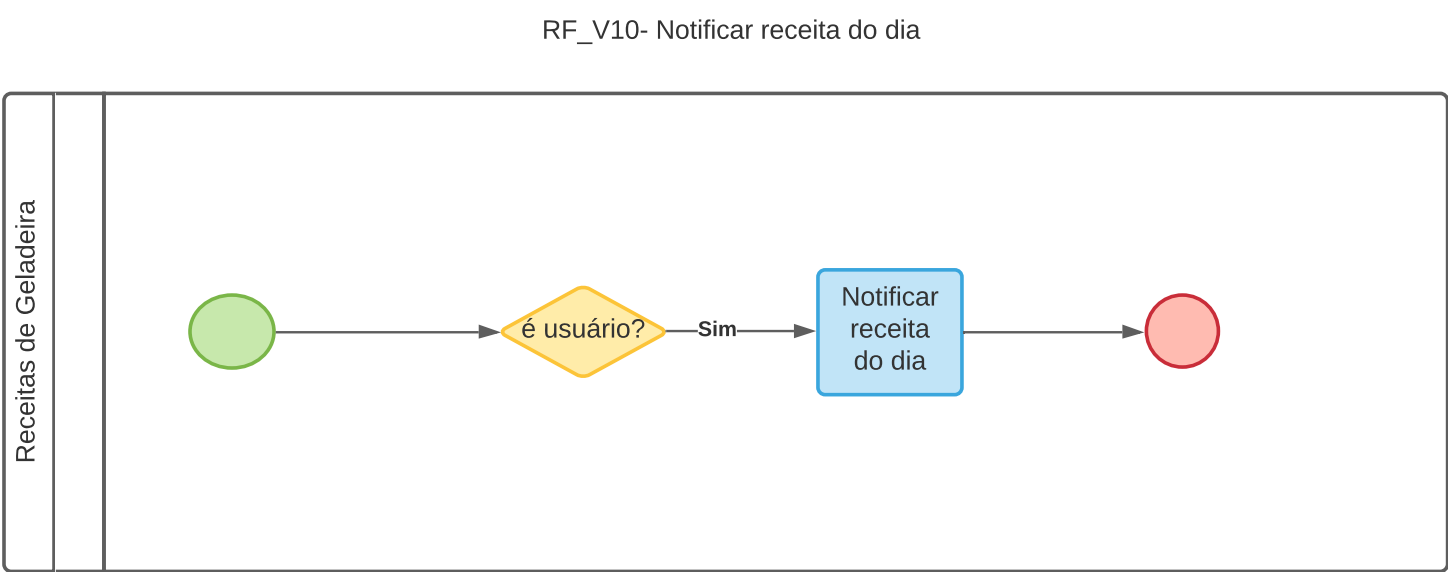 RF_V10- Notificar receita do dia
Receitas de Geladeira
é usuário?
Sim
Notificar
receita
do dia